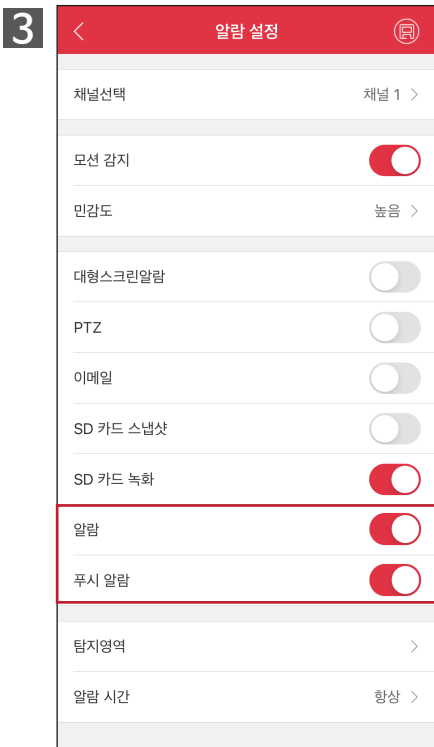 3
알람 설정
채널선택 채널 1
모션 감지
민감도 높음
대형스크린알람
PTZ
이메일
SD 카드 스냅샷
SD 카드 녹화
알람
푸시 알람
탐지영역
알람 시간 항상